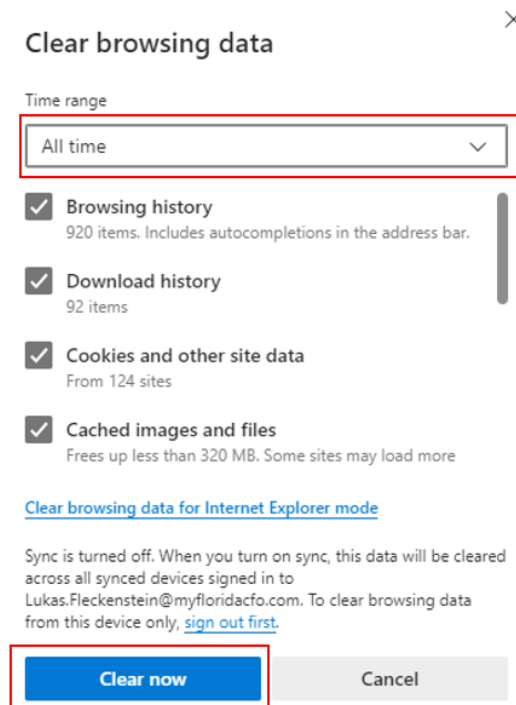 Clear browsing data
Time range
All time
Browsing history
920 items. Includes autocompletions in the address bar.
Download history
92 items
Cookies and other site data
From 124 sites
Cached images and files
Frees up less than 320 MB. Some sites may load more
Clear browsing data for Internet Explorer mode
Sync is turned off. When you turn on sync, this data will be cleared
across all synced devices signed in to
Lukas.Fleckenstein@myfloridacfo.com. To clear browsing data
from this device only, sign out first.
Clear now
Cancel